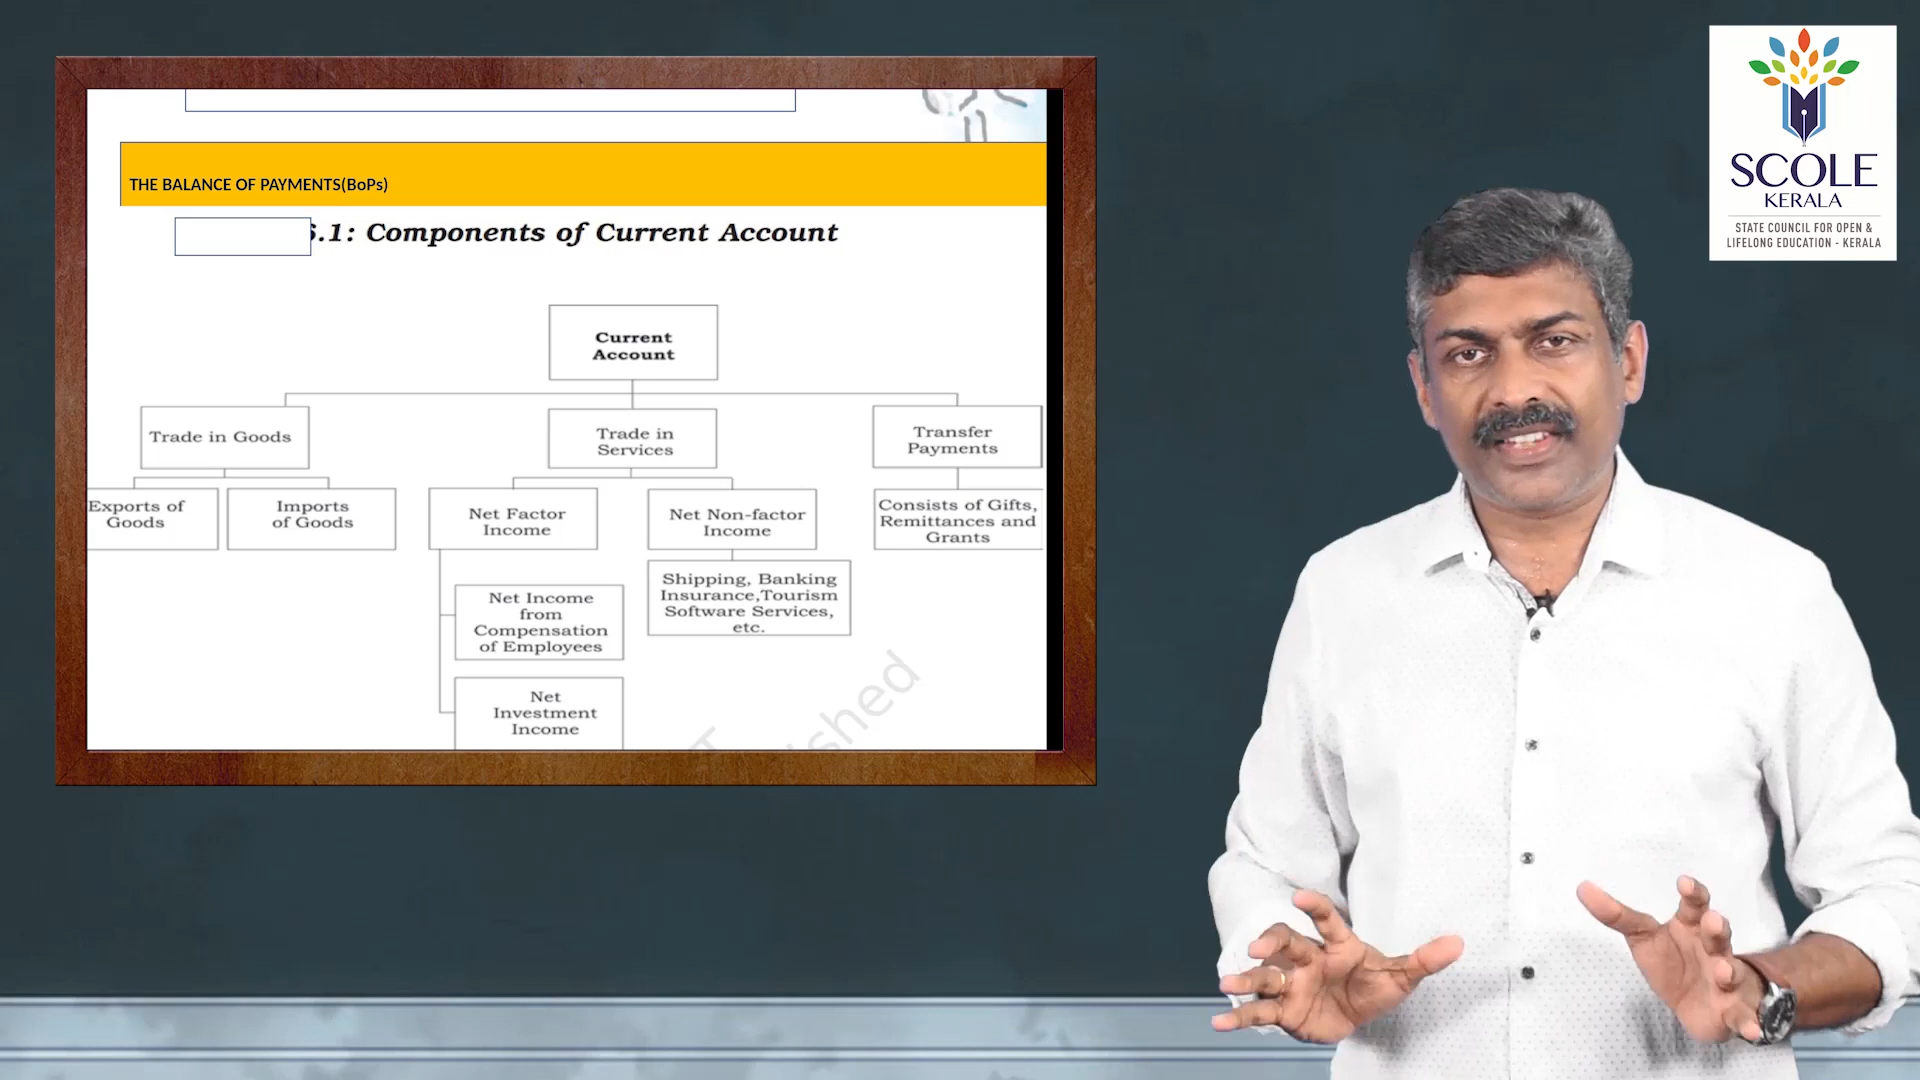 THE BALANCE OF PAYMENTS(BoPs)
.1: Components of Current Account
Current
Account
Trade in Goods
Trade in
Services
Transfer
Payments
Exports of
Goods
Imports
of Goods
Net Factor
Income
Net Non-factor
Income
Consists of Gifts,
Remittances and
Grants
Shipping, Banking
Insurance,Tourism
Software Services,
etc.
Net Income
from
Compensation
of Employees
Net
Investment
Income
SCOLE
KERALA
STATE COUNCIL FOR OPEN &
LIFELONG EDUCATION - KERALA